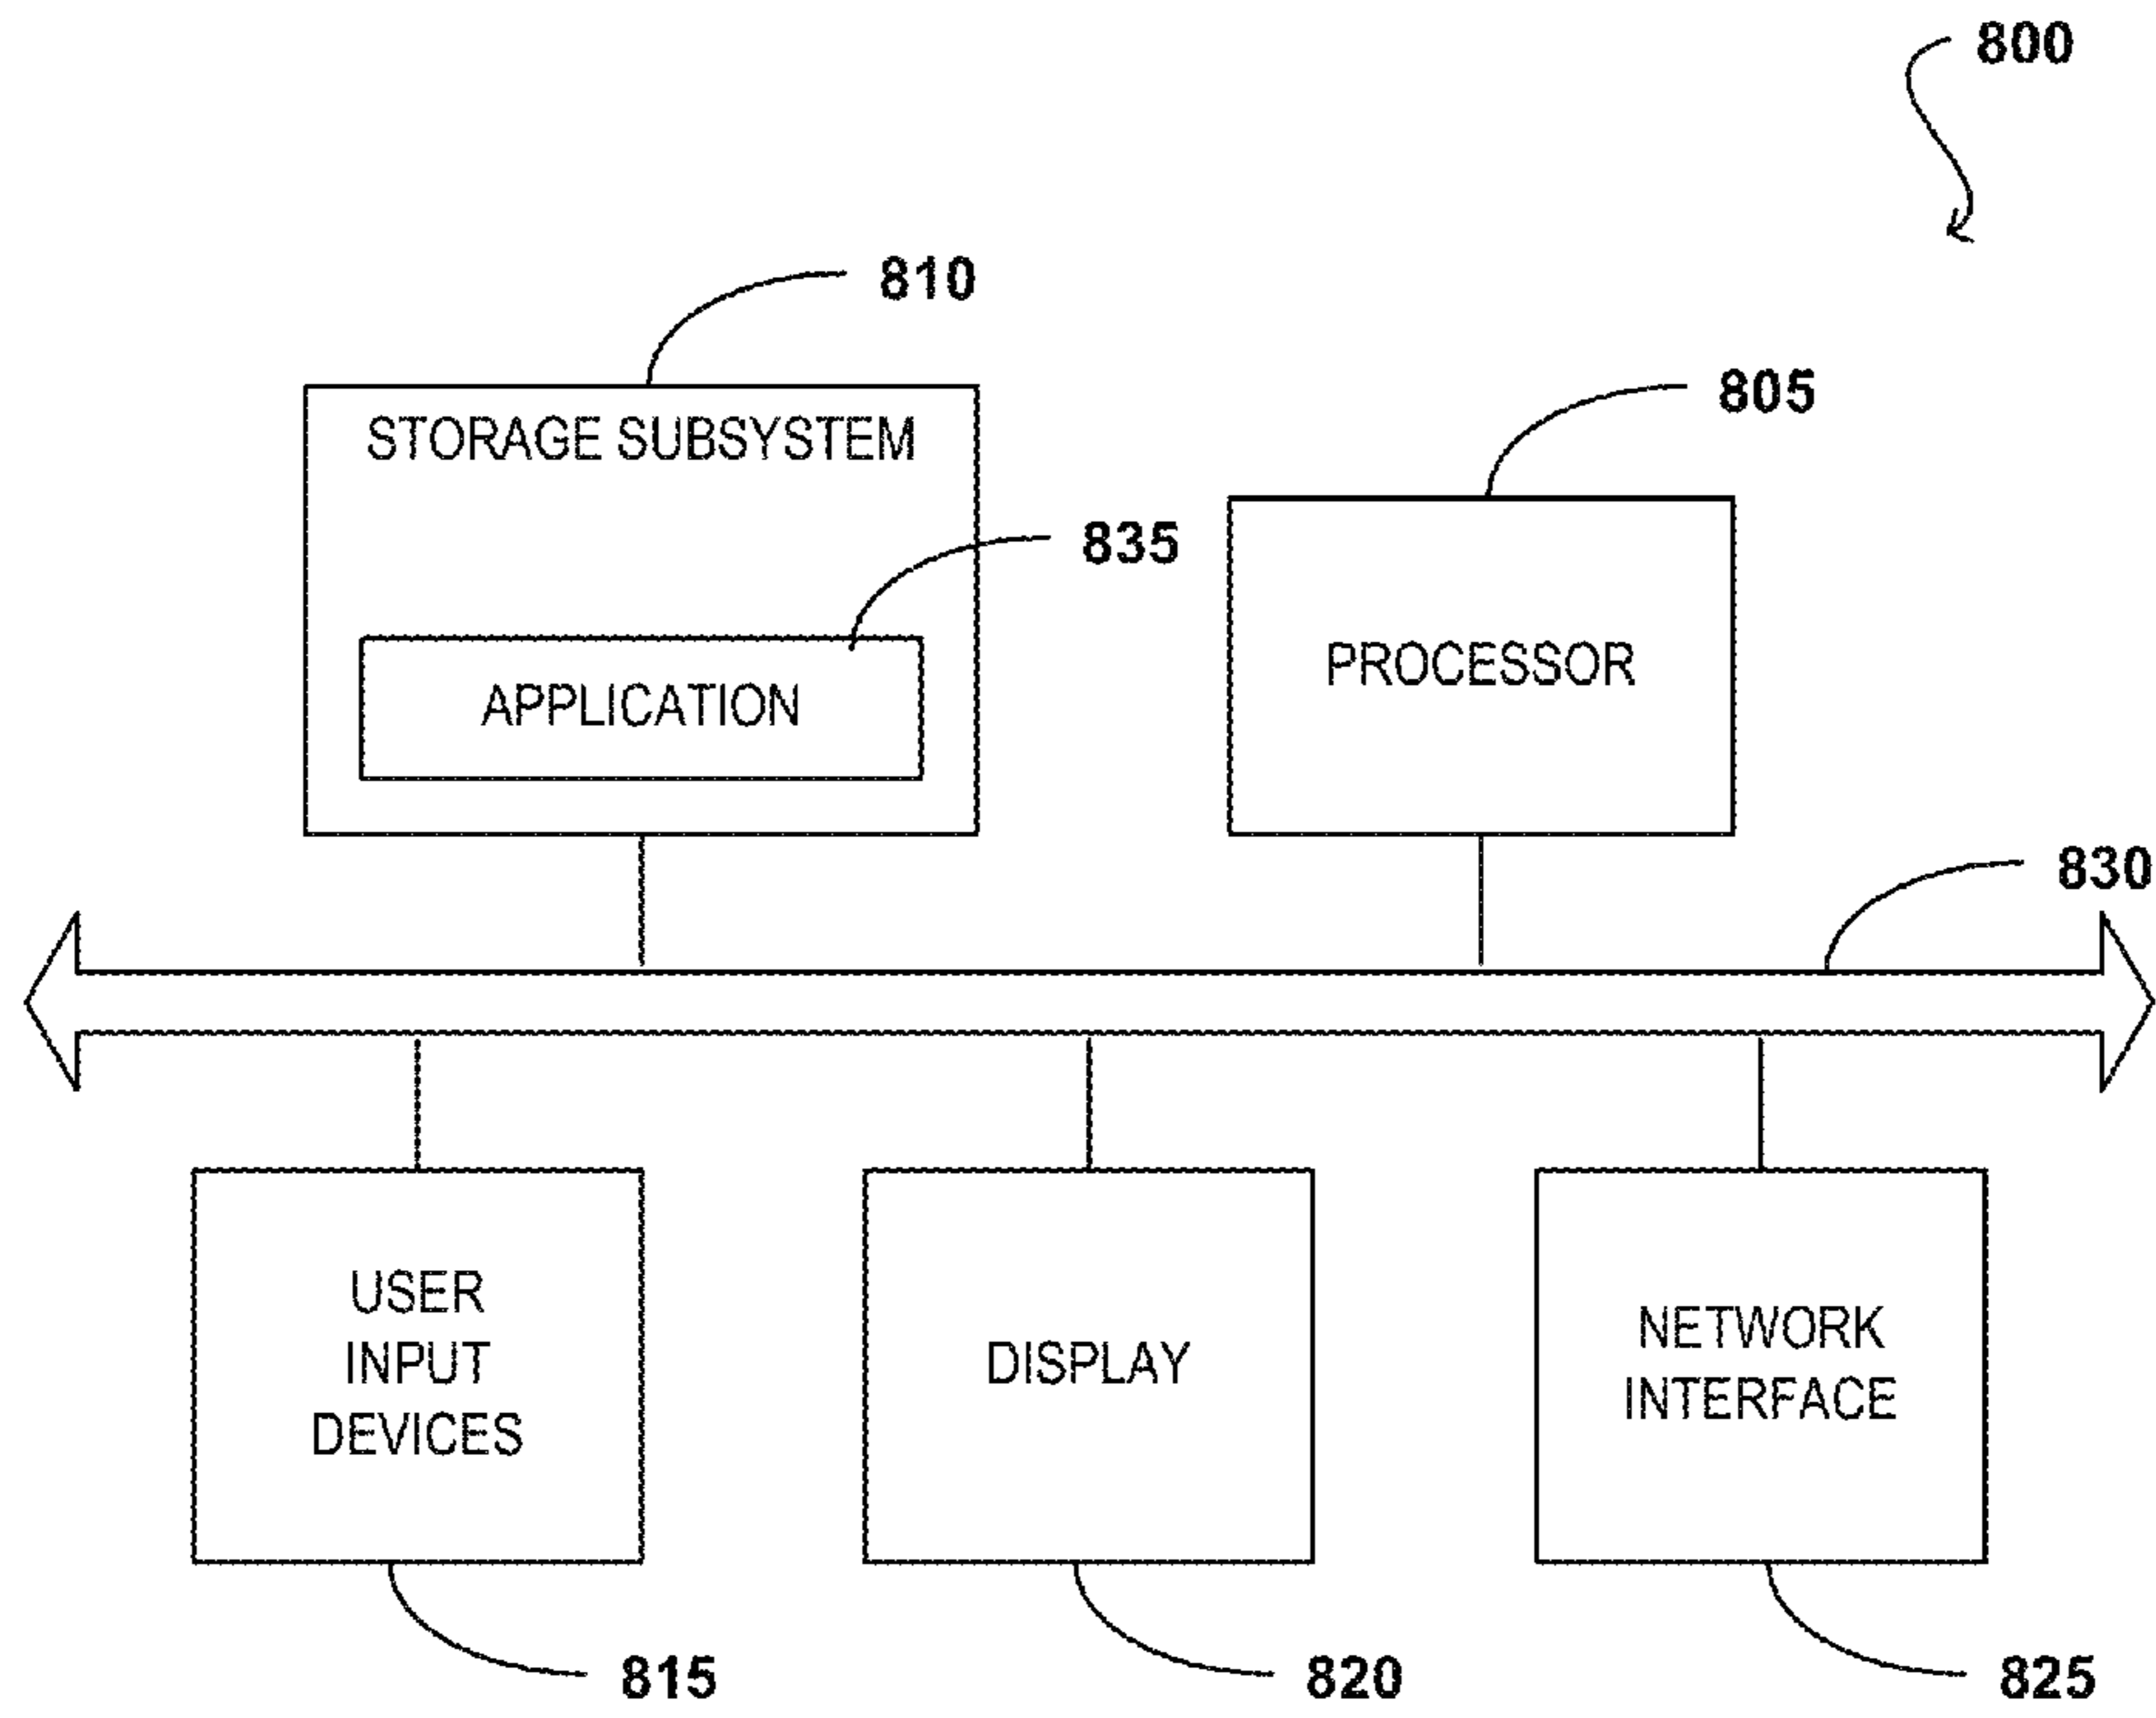 800
810
805
STORAGE SUBSYSTEM
835
PROCESSOR
APPLICATION
830
USER
INPUT
DEVICES
DISPLAY
NETWORK
INTERFACE
815
820
825